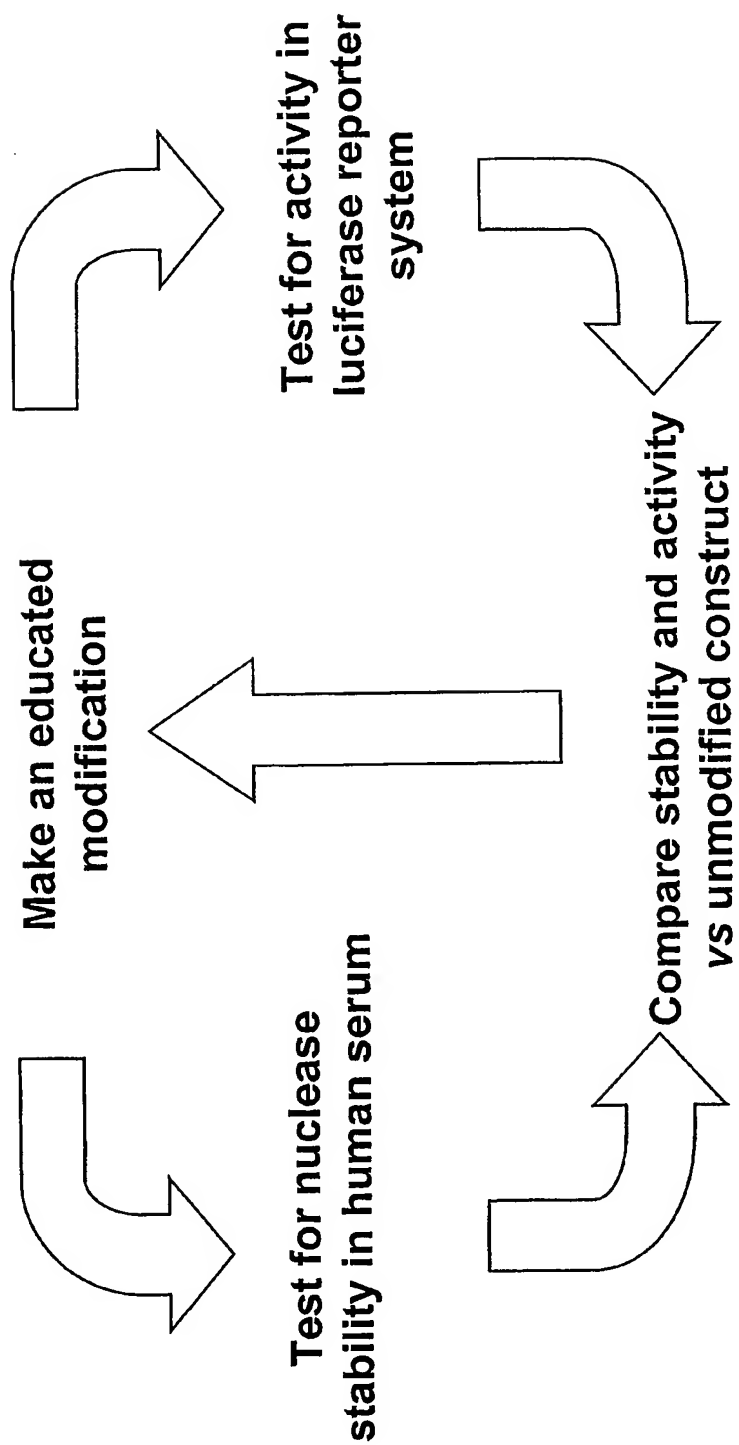 Make an educated
modification
Test for nuclease
stability in human serum
Test for activity in
luciferase reporter
system
Compare stability and activity
vs unmodified construct